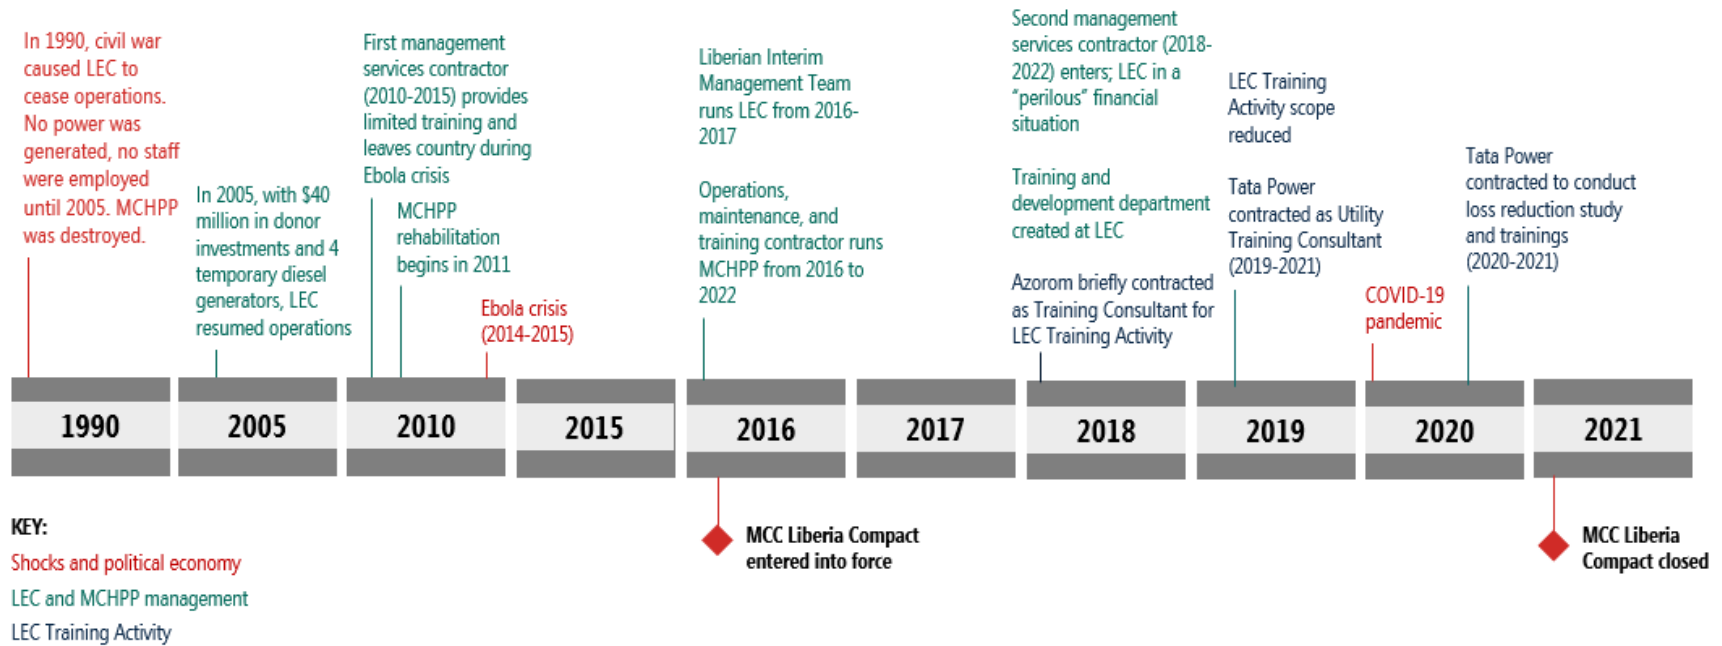 In 1990, civil war
caused LEC to
cease operations.
No power was
generated, no staff
were employed
until 2005. MCHPP
was destroyed.
In 2005, with $40
million in donor
investments and 4
temporary diesel
generators, LEC
resumed operations
First management
services contractor
(2010-2015) provides
limited training and
leaves country during
Ebola crisis
MCHPP
rehabilitation
begins in 2011
Ebola crisis
(2014-2015)
Liberian Interim
Management Team
runs LEC from 2016-
2017
Operations,
maintenance, and
training contractor runs
MCHPP from 2016 to
2022
Second management
services contractor (2018-
2022) enters; LEC in a
“perilous” financial
situation
Training and
development department
created at LEC
Azorom briefly contracted
as Training Consultant for
LEC Training Activity
LEC Training
Activity scope
reduced
Tata Power
contracted as Utility
Training Consultant
(2019-2021)
COVID-19
pandemic
Tata Power
contracted to conduct
loss reduction study
and trainings
(2020-2021)
1990
2005
2010
2015
2016
2017
2018
2019
2020
2021
MCC Liberia Compact
entered into force
MCC Liberia
Compact closed
KEY:
Shocks and political economy
LEC and MCHPP management
LEC Training Activity